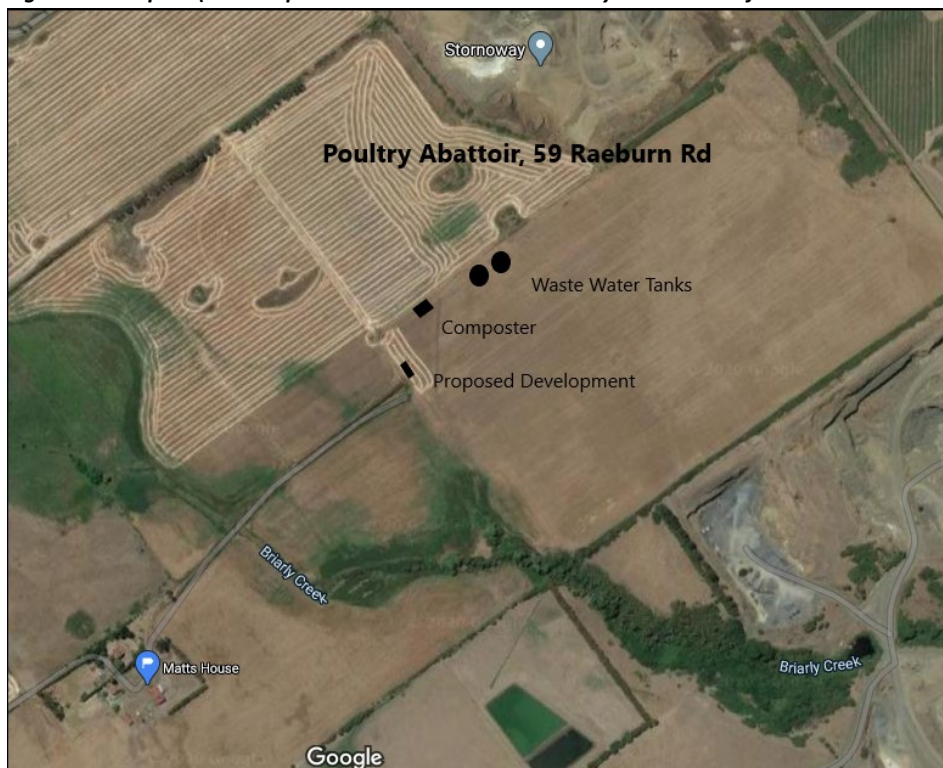 Stornoway
Poultry Abattoir, 59 Raeburn Rd
Waste Water Tanks
Composter
Proposed Development
Briarly Creek
Matts House
Briarly Creek
Google